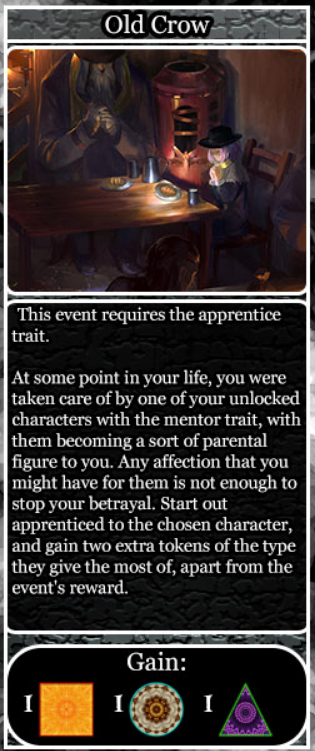 Old Crow
This event requires the apprentice
trait.
At some point in your life, you were
taken care of by one of your unlocked
characters with the mentor trait, with
them becoming a sort of parental
figure to you. Any affection that you
might have for them is not enough to
stop your betrayal. Start out
apprenticed to the chosen character,
and gain two extra tokens of the type
they give the most of, apart from the
event's reward.
Gain:
1 1 1